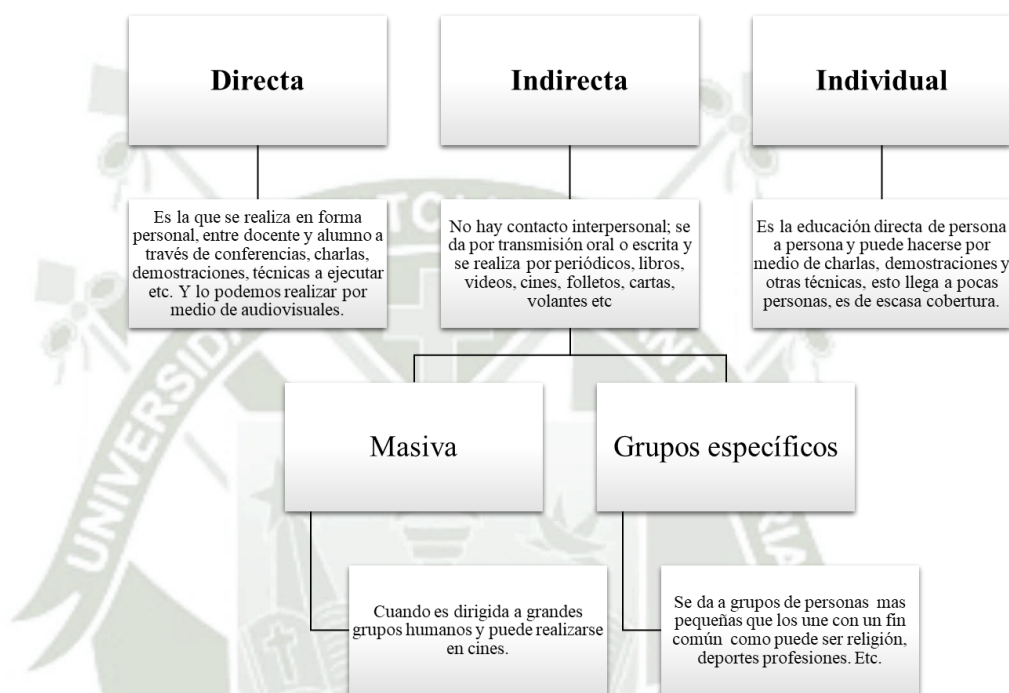 Directa
Indirecta
Individual
Es la que se realiza en forma
personal, entre docente y alumno a
través de conferencias, charlas,
demostraciones, técnicas a ejecutar
etc. Y lo podemos realizar por
medio de audiovisuales.
No hay contacto interpersonal; se
da por transmisión oral o escrita y
se realiza por periódicos, libros,
videos, cines, folletos, cartas,
volantes etc
Es la educación directa de persona
a persona y puede hacerse por
medio de charlas, demostraciones y
otras técnicas, esto llega a pocas
personas, es de escasa cobertura.
Masiva
Grupos específicos
Cuando es dirigida a grandes
grupos humanos y puede realizarse
en cines.
Se da a grupos de personas mas
pequeñas que los une con un fin
común como puede ser religión,
deportes profesiones. Etc.